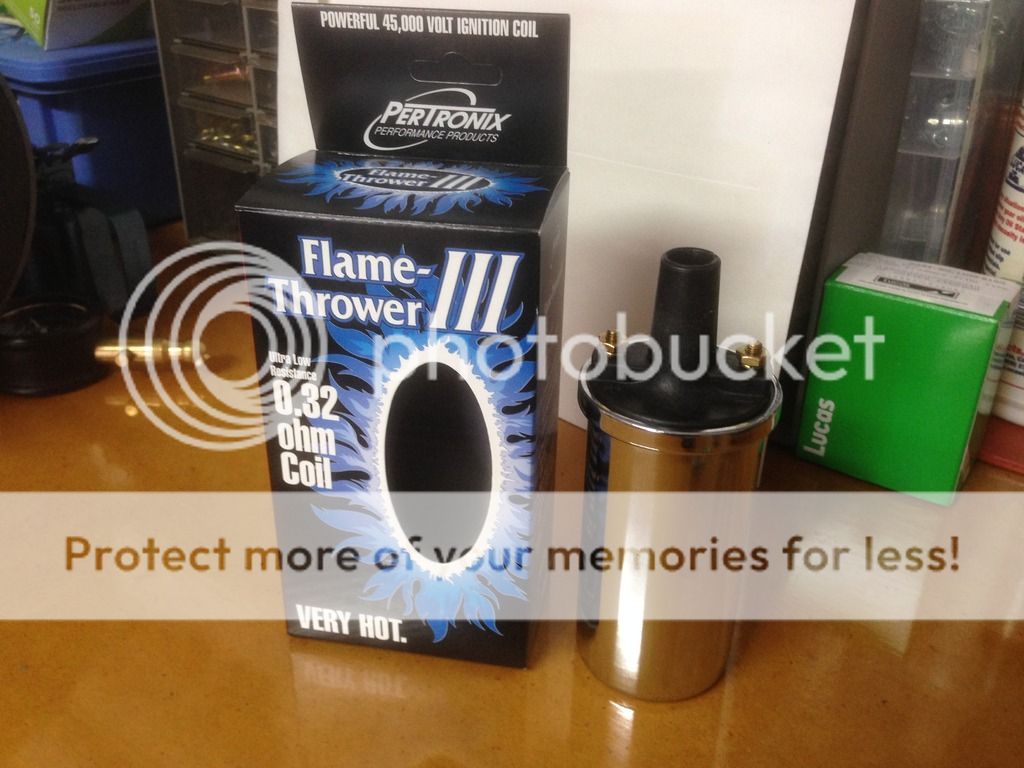 POWERFUL 45,000 VOLT IGNITION COIL
PERTRONIX
PERFORMANCE PRODUCTS
Flame-
Thrower III
Flame-
Thrower III
Ultra Low
Resistance
0.32
ohm
Coil
VERY HOT.
Lucas
photobucket
Protect more of your memories for less!